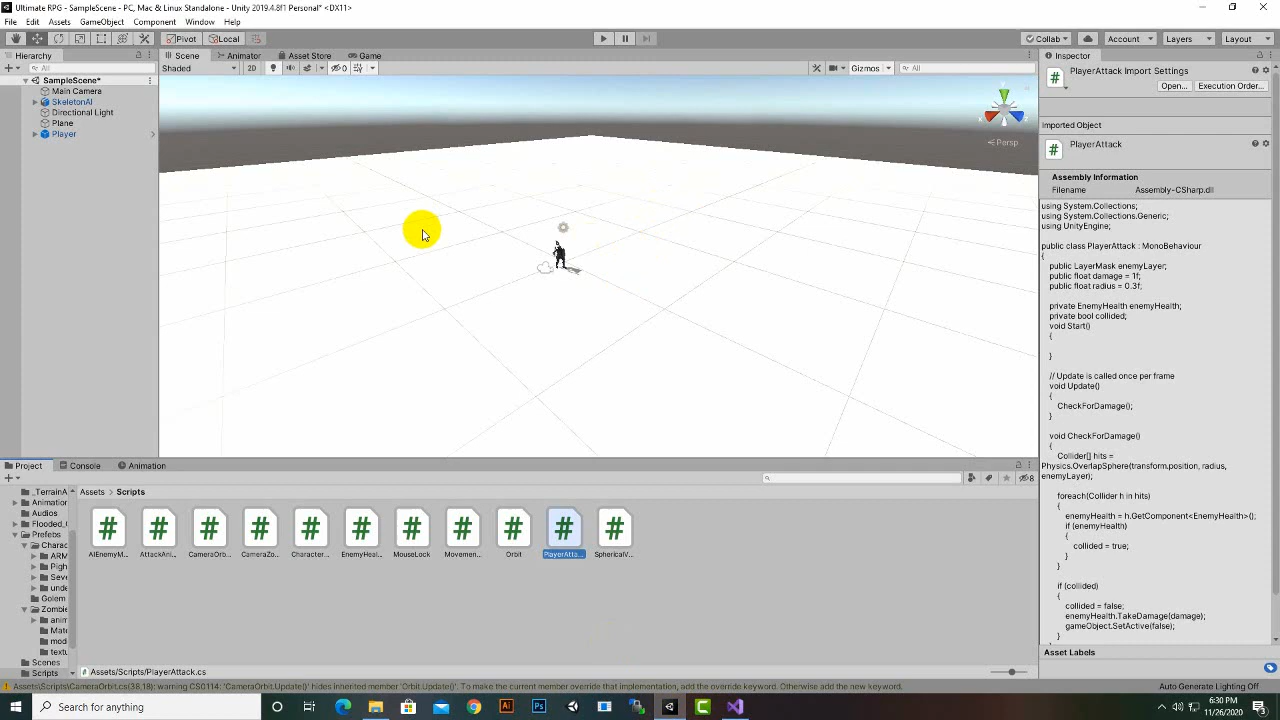 Ultimate RPG - SampleScene - PC, Mac & Linux Standalone - Unity 2019.4.8f1 Personal* <DX11>
File Edit Assets GameObject Component Window Help
Pivot Local Collab Account Layers Layout
Hierarchy Scene Animator Asset Store Game Inspector
All Shaded 2D 0 Gizmos All
SampleScene*
Main Camera
SkeletonAI
Directional Light
Plane
Player
Persp
PlayerAttack Import Settings
Open... Execution Order...
Imported Object
PlayerAttack
Assembly Information
Filename Assembly-CSharp.dll
using System.Collections;
using System.Collections.Generic;
using UnityEngine;
public class PlayerAttack : MonoBehaviour
{
public LayerMask enemyLayer;
public float damage = 1f;
public float radius = 0.3f;
private EnemyHealth enemyHealth;
private bool collided;
void Start()
{
}
// Update is called once per frame
void Update()
{
CheckForDamage();
}
void CheckForDamage()
{
Collider[] hits =
Physics.OverlapSphere(transform.position, radius,
enemyLayer);
foreach(Collider h in hits)
{
enemyHealth = h.GetComponent<EnemyHealth>();
if (enemyHealth)
{
collided = true;
}
}
if (collided)
{
collided = false;
enemyHealth.TakeDamage(damage);
gameObject.SetActive(false);
}
Asset Labels
Project Console Animation
8
_TerrainA
Animation
Audios
Flooded_G
Prefebs
Charac
ARM
Pigh
Seve
unde
Golem
Zombie
anim
Mate
mod
textu
Scenes
Scripts
Assets > Scripts
AIEnemyM... AttackAni... CameraOrb... CameraZo... Character... EnemyHeal... MouseLook Movemen... Orbit PlayerAtta... SphericalV...
Assets/Scripts/PlayerAttack.cs
Assets\Scripts\CameraOrbit.cs(38,18): warning CS0114: 'CameraOrbit.Update()' hides inherited member 'Orbit.Update()'. To make the current member override that implementation, add the override keyword. Otherwise add the new keyword.
Auto Generate Lighting Off
Search for anything
6:30 PM
11/26/2020